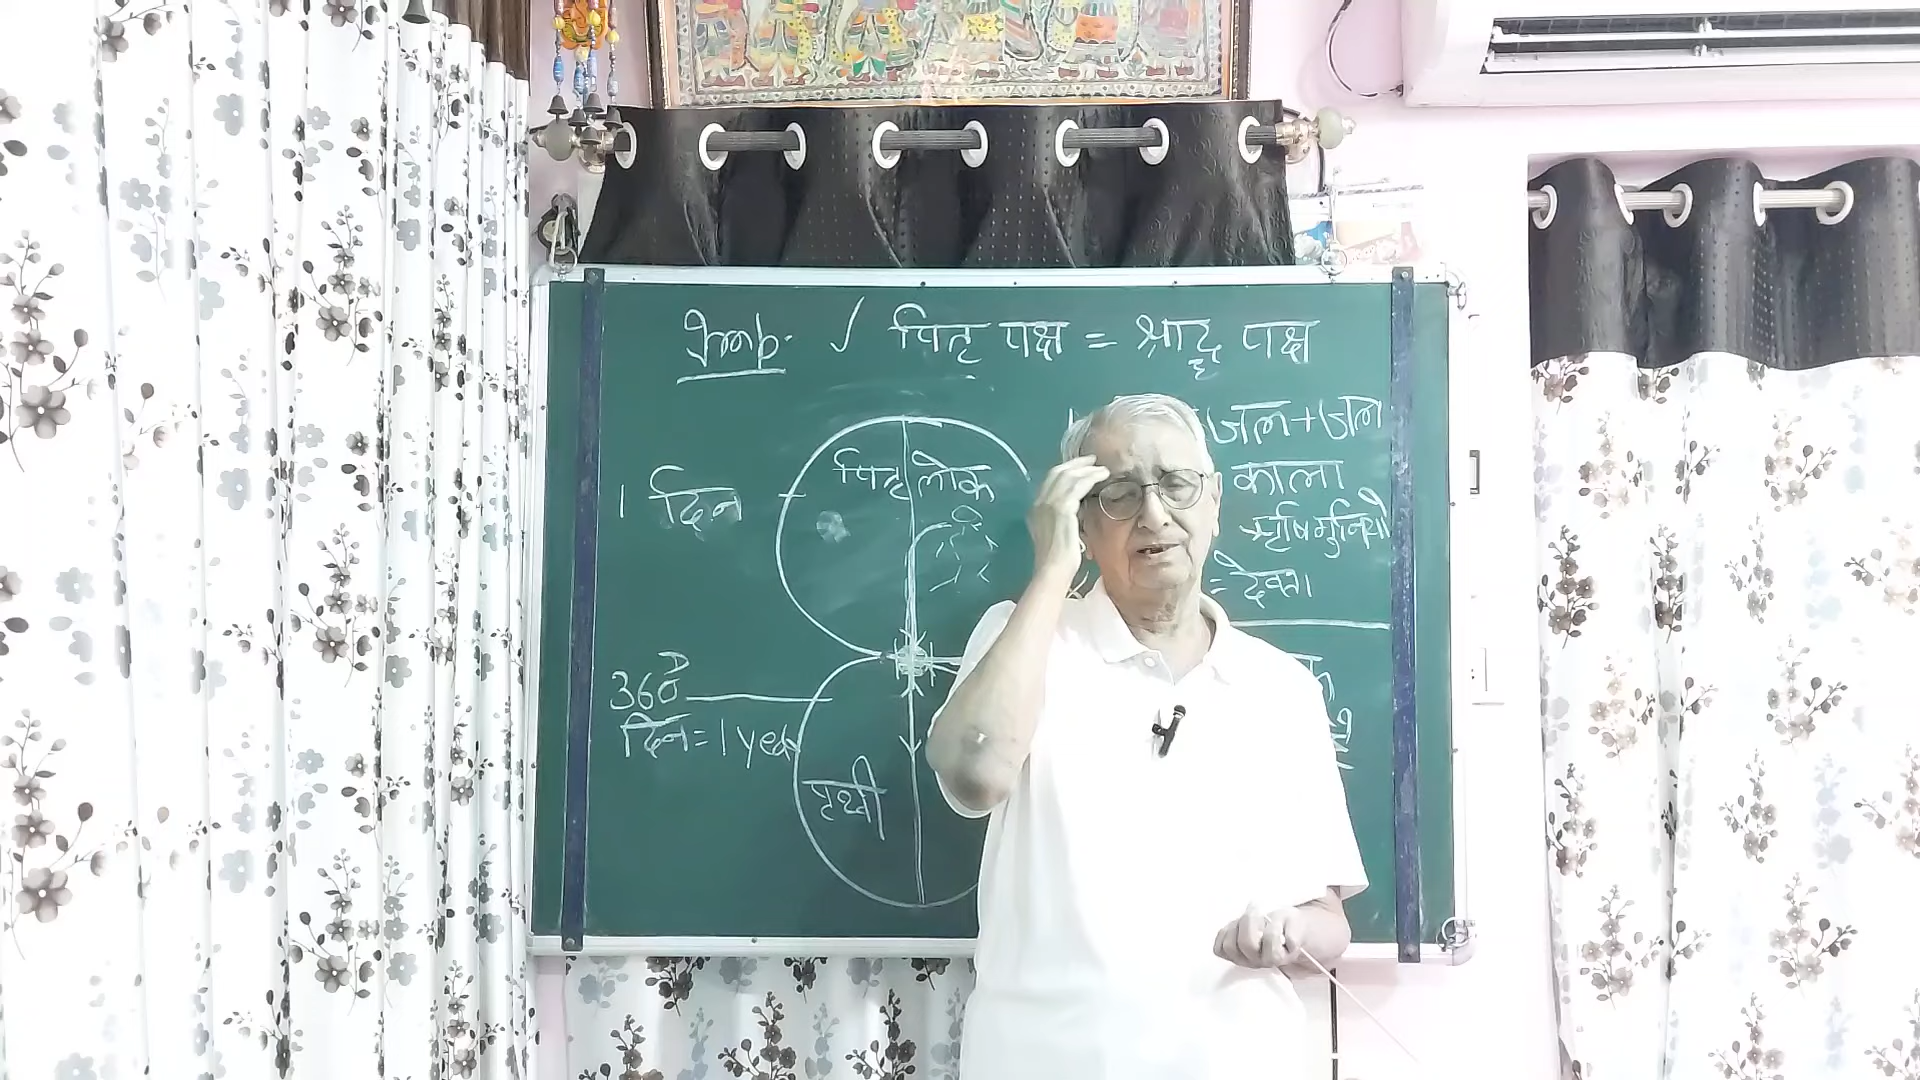 Imp. ✓ पितृ पक्ष = श्राद्ध पक्ष
जल + जल
पितृ लोक
काला
1 दिन
ऋषि मुनियों
= देवता
360
दिन = 1 year
पृथ्वी